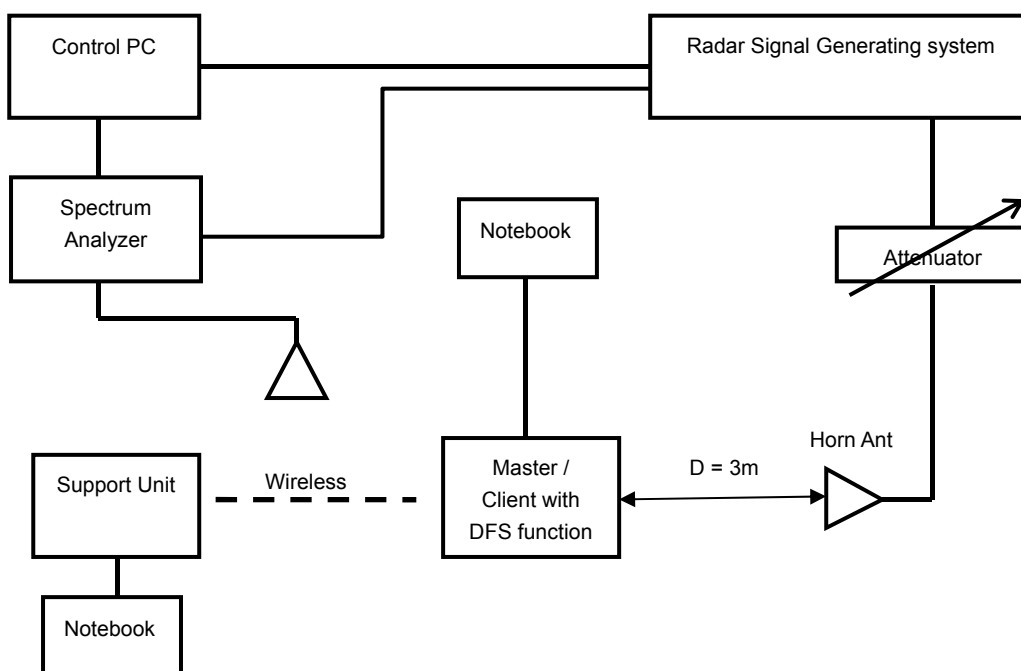 Control PC
Radar Signal Generating system
Spectrum
Analyzer
Notebook
Attenuator
Horn Ant
D = 3m
Master /
Client with
DFS function
Wireless
Support Unit
Notebook